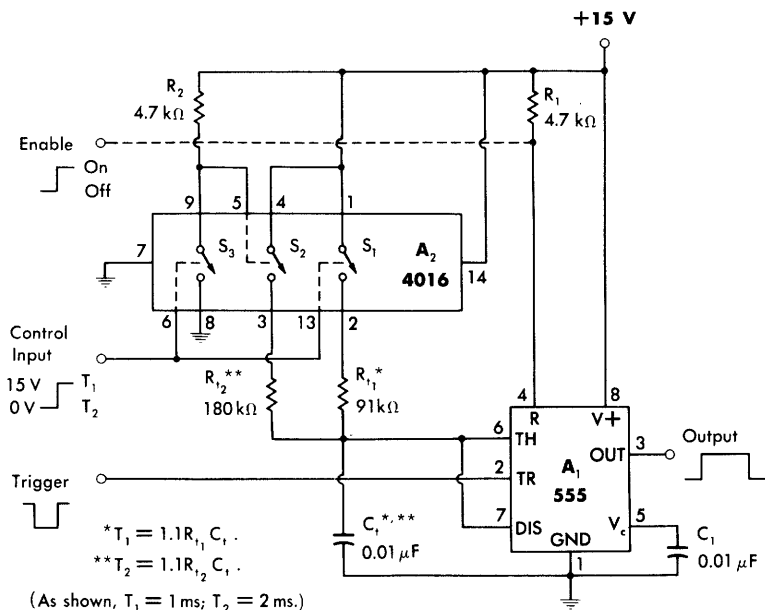 +15 V
R₂
4.7 kΩ
R₁
4.7 kΩ
Enable
On
Off
9
5
4
1
7
S₃
S₂
S₁
A₂
4016
14
6
8
3
13
2
Control
Input
15 V
T₁
0 V
T₂
Rt₂**
180 kΩ
Rt₁*
91 kΩ
4
8
R
V+
6
TH
OUT
3
Output
Trigger
2
TR
A₁
555
7
DIS
Vc
5
GND
1
Ct*,**
0.01 μF
C₁
0.01 μF
*T₁ = 1.1Rt₁ Ct .
**T₂ = 1.1Rt₂ Ct .
(As shown, T₁ = 1 ms; T₂ = 2 ms.)